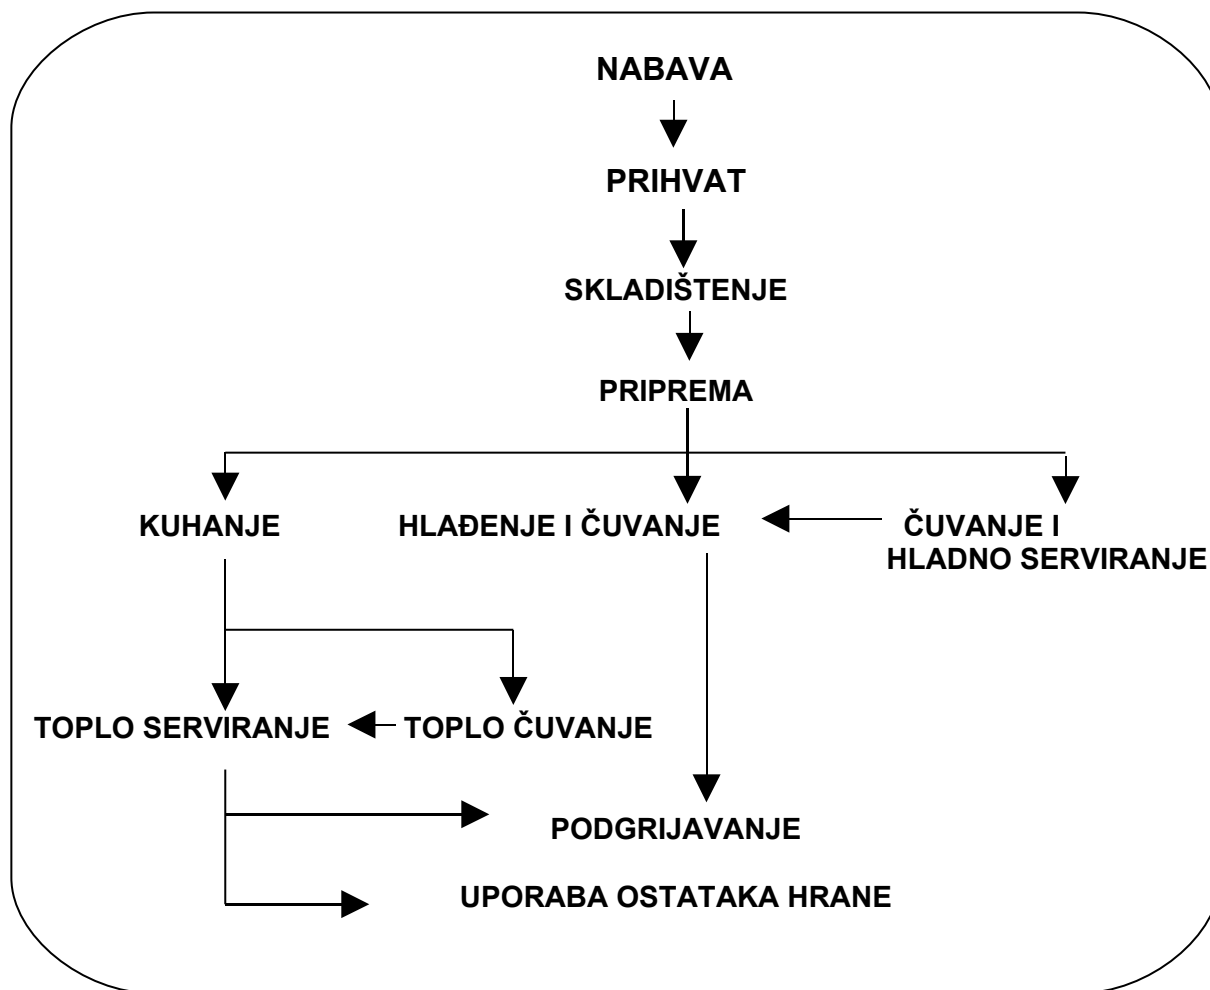 NABAVA
PRIHVAT
SKLADIŠTENJE
PRIPREMA
KUHANJE
HLAĐENJE I ČUVANJE
ČUVANJE I
HLADNO SERVIRANJE
TOPLO SERVIRANJE
TOPLO ČUVANJE
PODGRIJAVANJE
UPORABA OSTATAKA HRANE